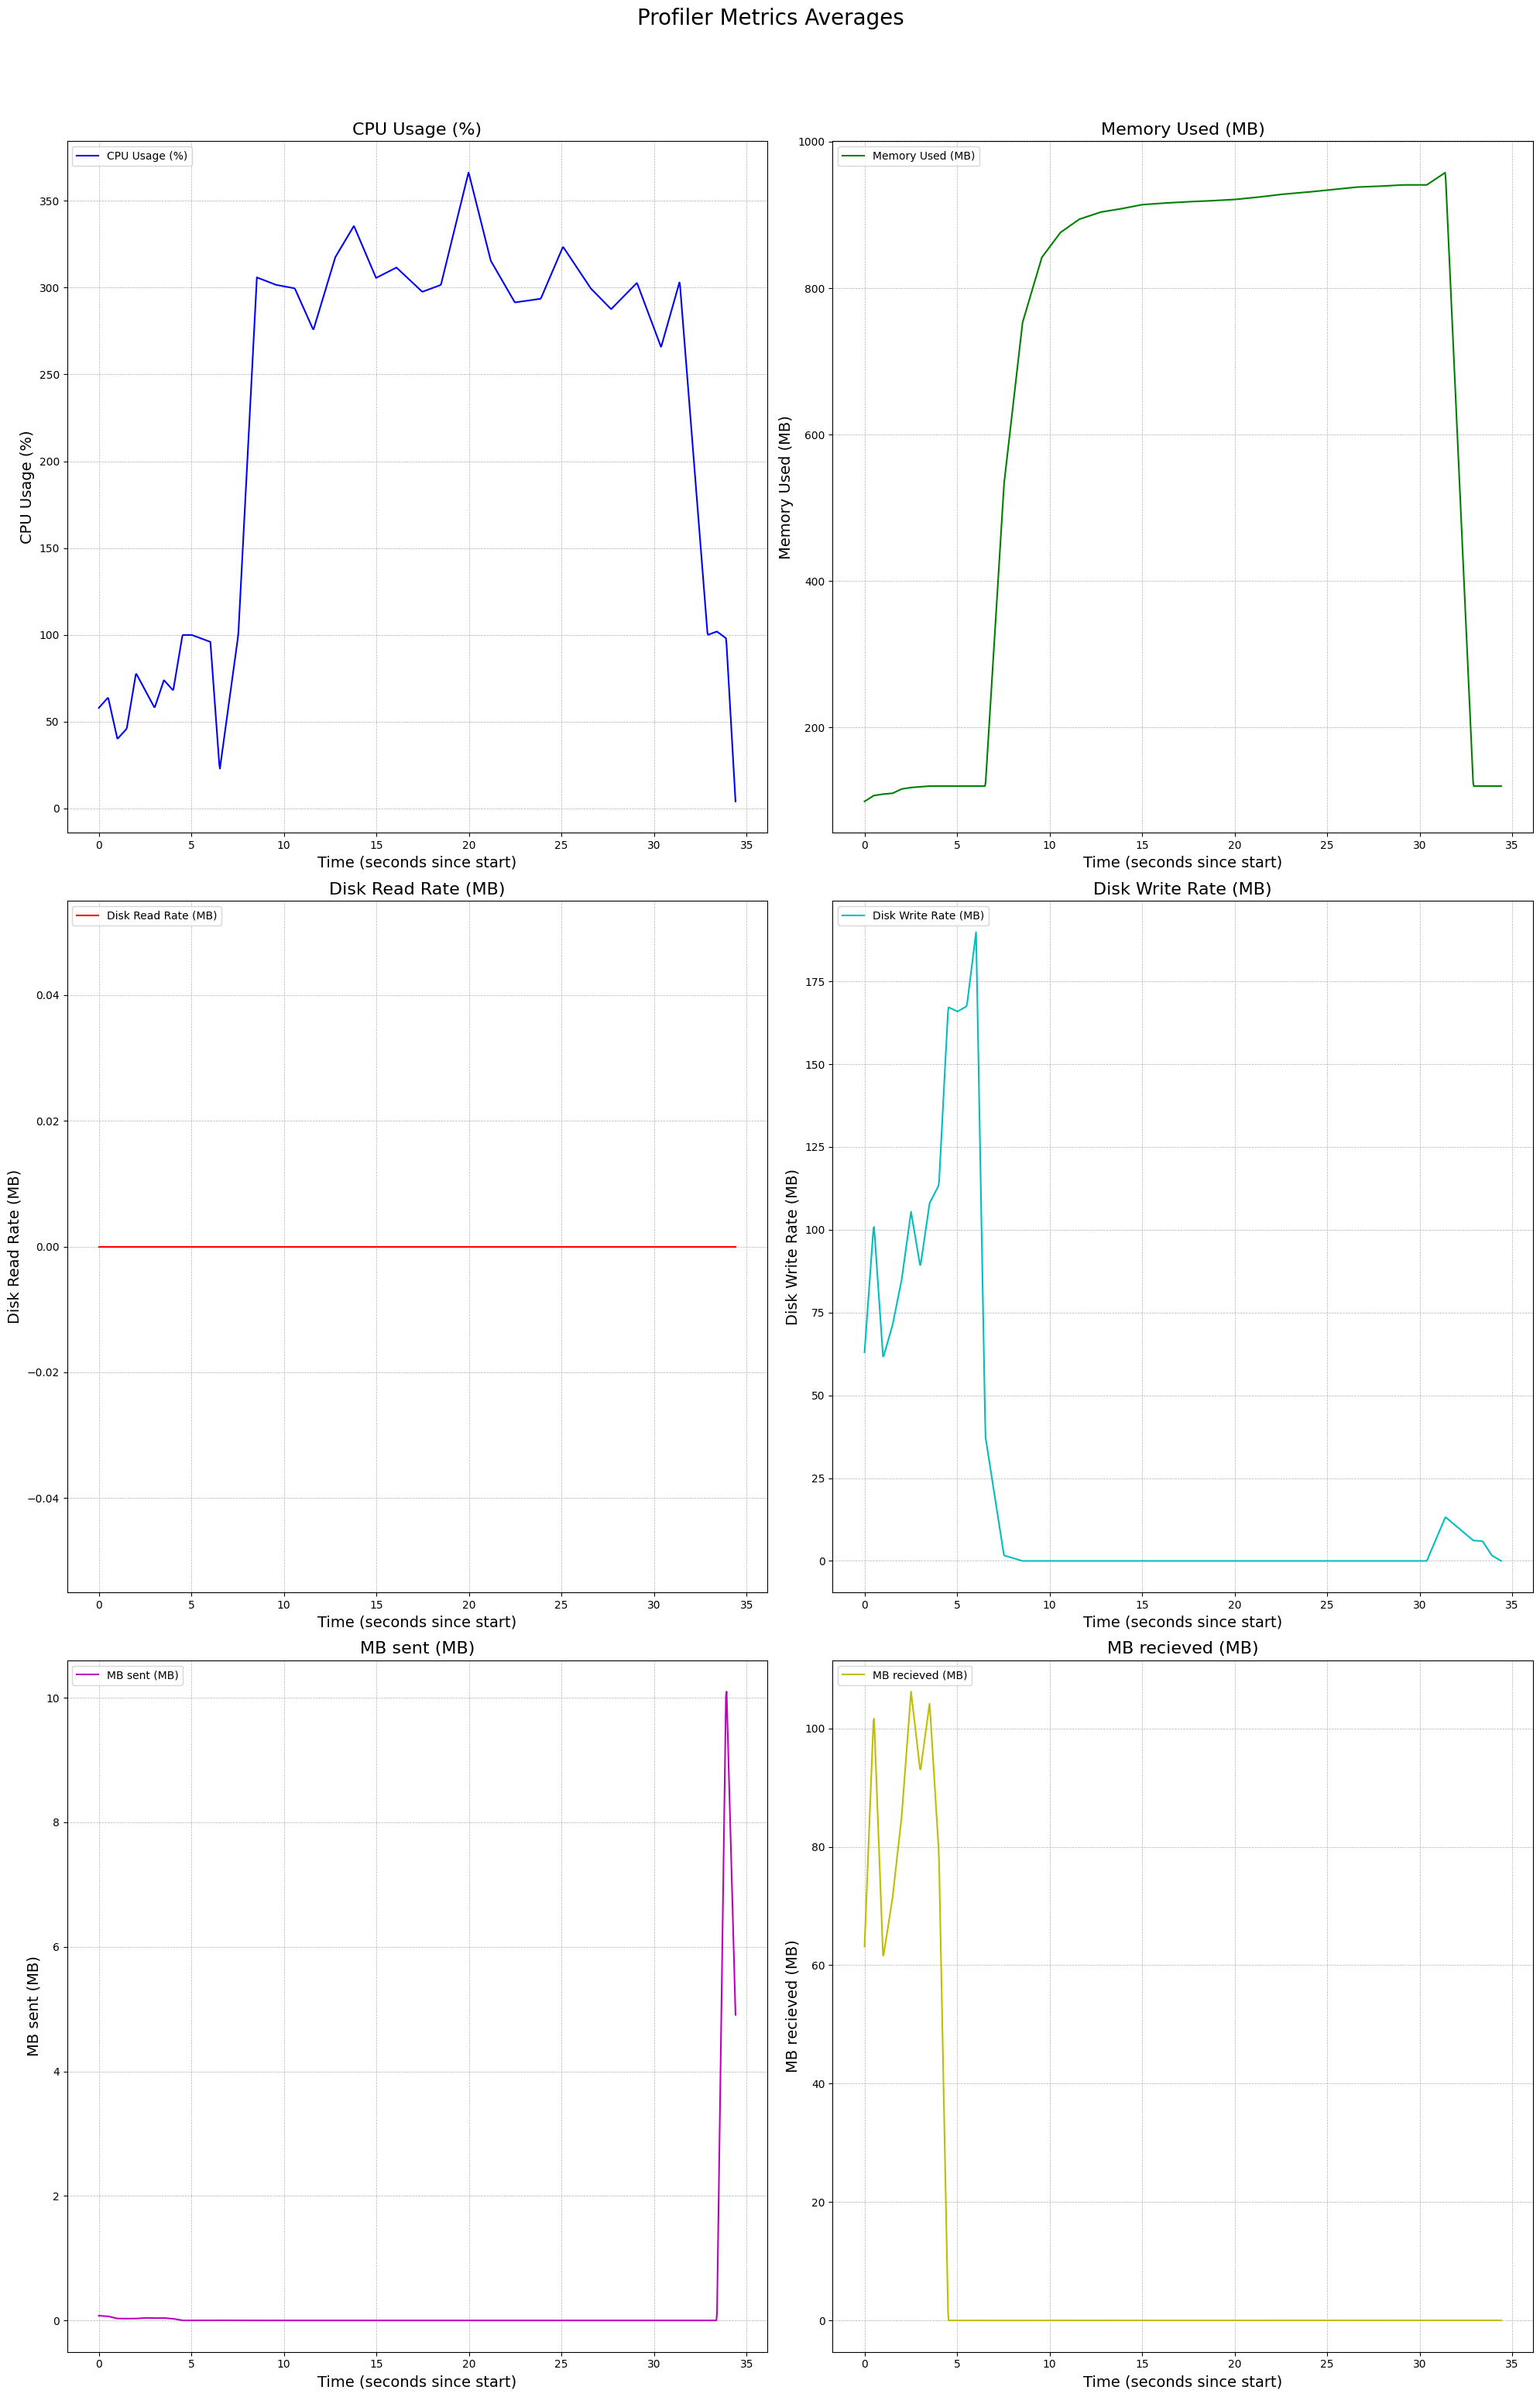 Profiler Metrics Averages
CPU Usage (%)
CPU Usage (%)
CPU Usage (%)
350
300
250
200
150
100
50
0
0 5 10 15 20 25 30 35
Time (seconds since start)
Memory Used (MB)
Memory Used (MB)
Memory Used (MB)
1000
800
600
400
200
0 5 10 15 20 25 30 35
Time (seconds since start)
Disk Read Rate (MB)
Disk Read Rate (MB)
Disk Read Rate (MB)
0.04
0.02
0.00
−0.02
−0.04
0 5 10 15 20 25 30 35
Time (seconds since start)
Disk Write Rate (MB)
Disk Write Rate (MB)
Disk Write Rate (MB)
175
150
125
100
75
50
25
0
0 5 10 15 20 25 30 35
Time (seconds since start)
MB sent (MB)
MB sent (MB)
MB sent (MB)
10
8
6
4
2
0
0 5 10 15 20 25 30 35
Time (seconds since start)
MB recieved (MB)
MB recieved (MB)
MB recieved (MB)
100
80
60
40
20
0
0 5 10 15 20 25 30 35
Time (seconds since start)